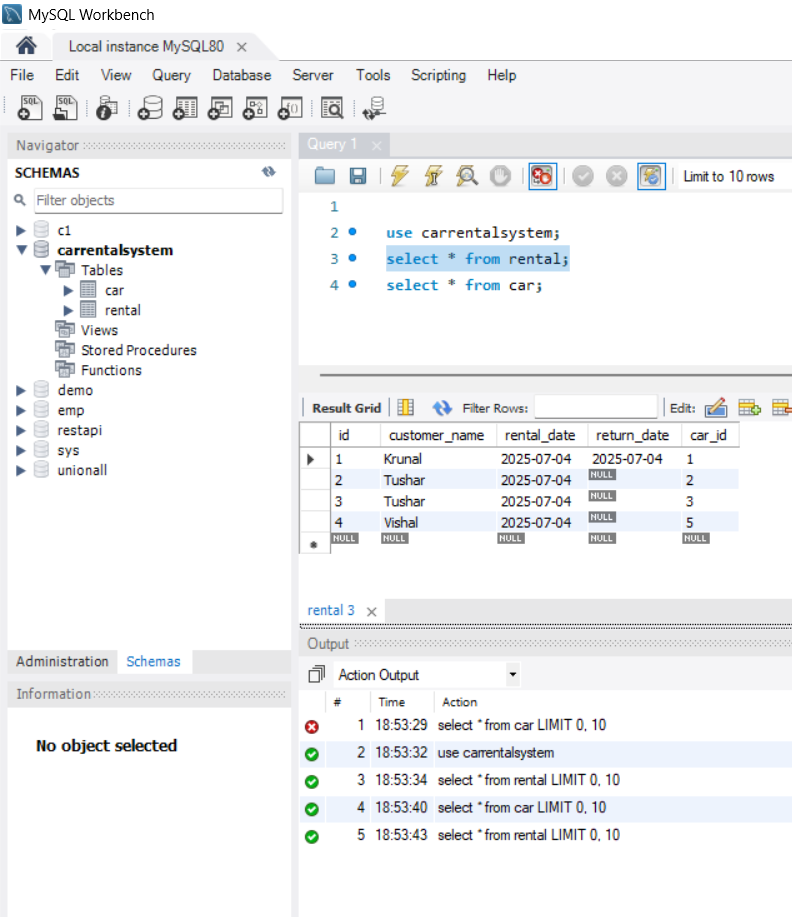 MySQL Workbench
Local instance MySQL80 ×
File Edit View Query Database Server Tools Scripting Help
Navigator
SCHEMAS
Filter objects
c1
carrentalsystem
Tables
car
rental
Views
Stored Procedures
Functions
demo
emp
restapi
sys
unionall
Administration Schemas
Information
No object selected
Query 1 ×
Limit to 10 rows
1
2 use carrentalsystem;
3 select * from rental;
4 select * from car;
Result Grid Filter Rows: Edit:
id customer_name rental_date return_date car_id
1 Krunal 2025-07-04 2025-07-04 1
2 Tushar 2025-07-04 NULL 2
3 Tushar 2025-07-04 NULL 3
4 Vishal 2025-07-04 NULL 5
NULL NULL NULL NULL NULL
rental 3 ×
Output
Action Output
# Time Action
1 18:53:29 select * from car LIMIT 0, 10
2 18:53:32 use carrentalsystem
3 18:53:34 select * from rental LIMIT 0, 10
4 18:53:40 select * from car LIMIT 0, 10
5 18:53:43 select * from rental LIMIT 0, 10